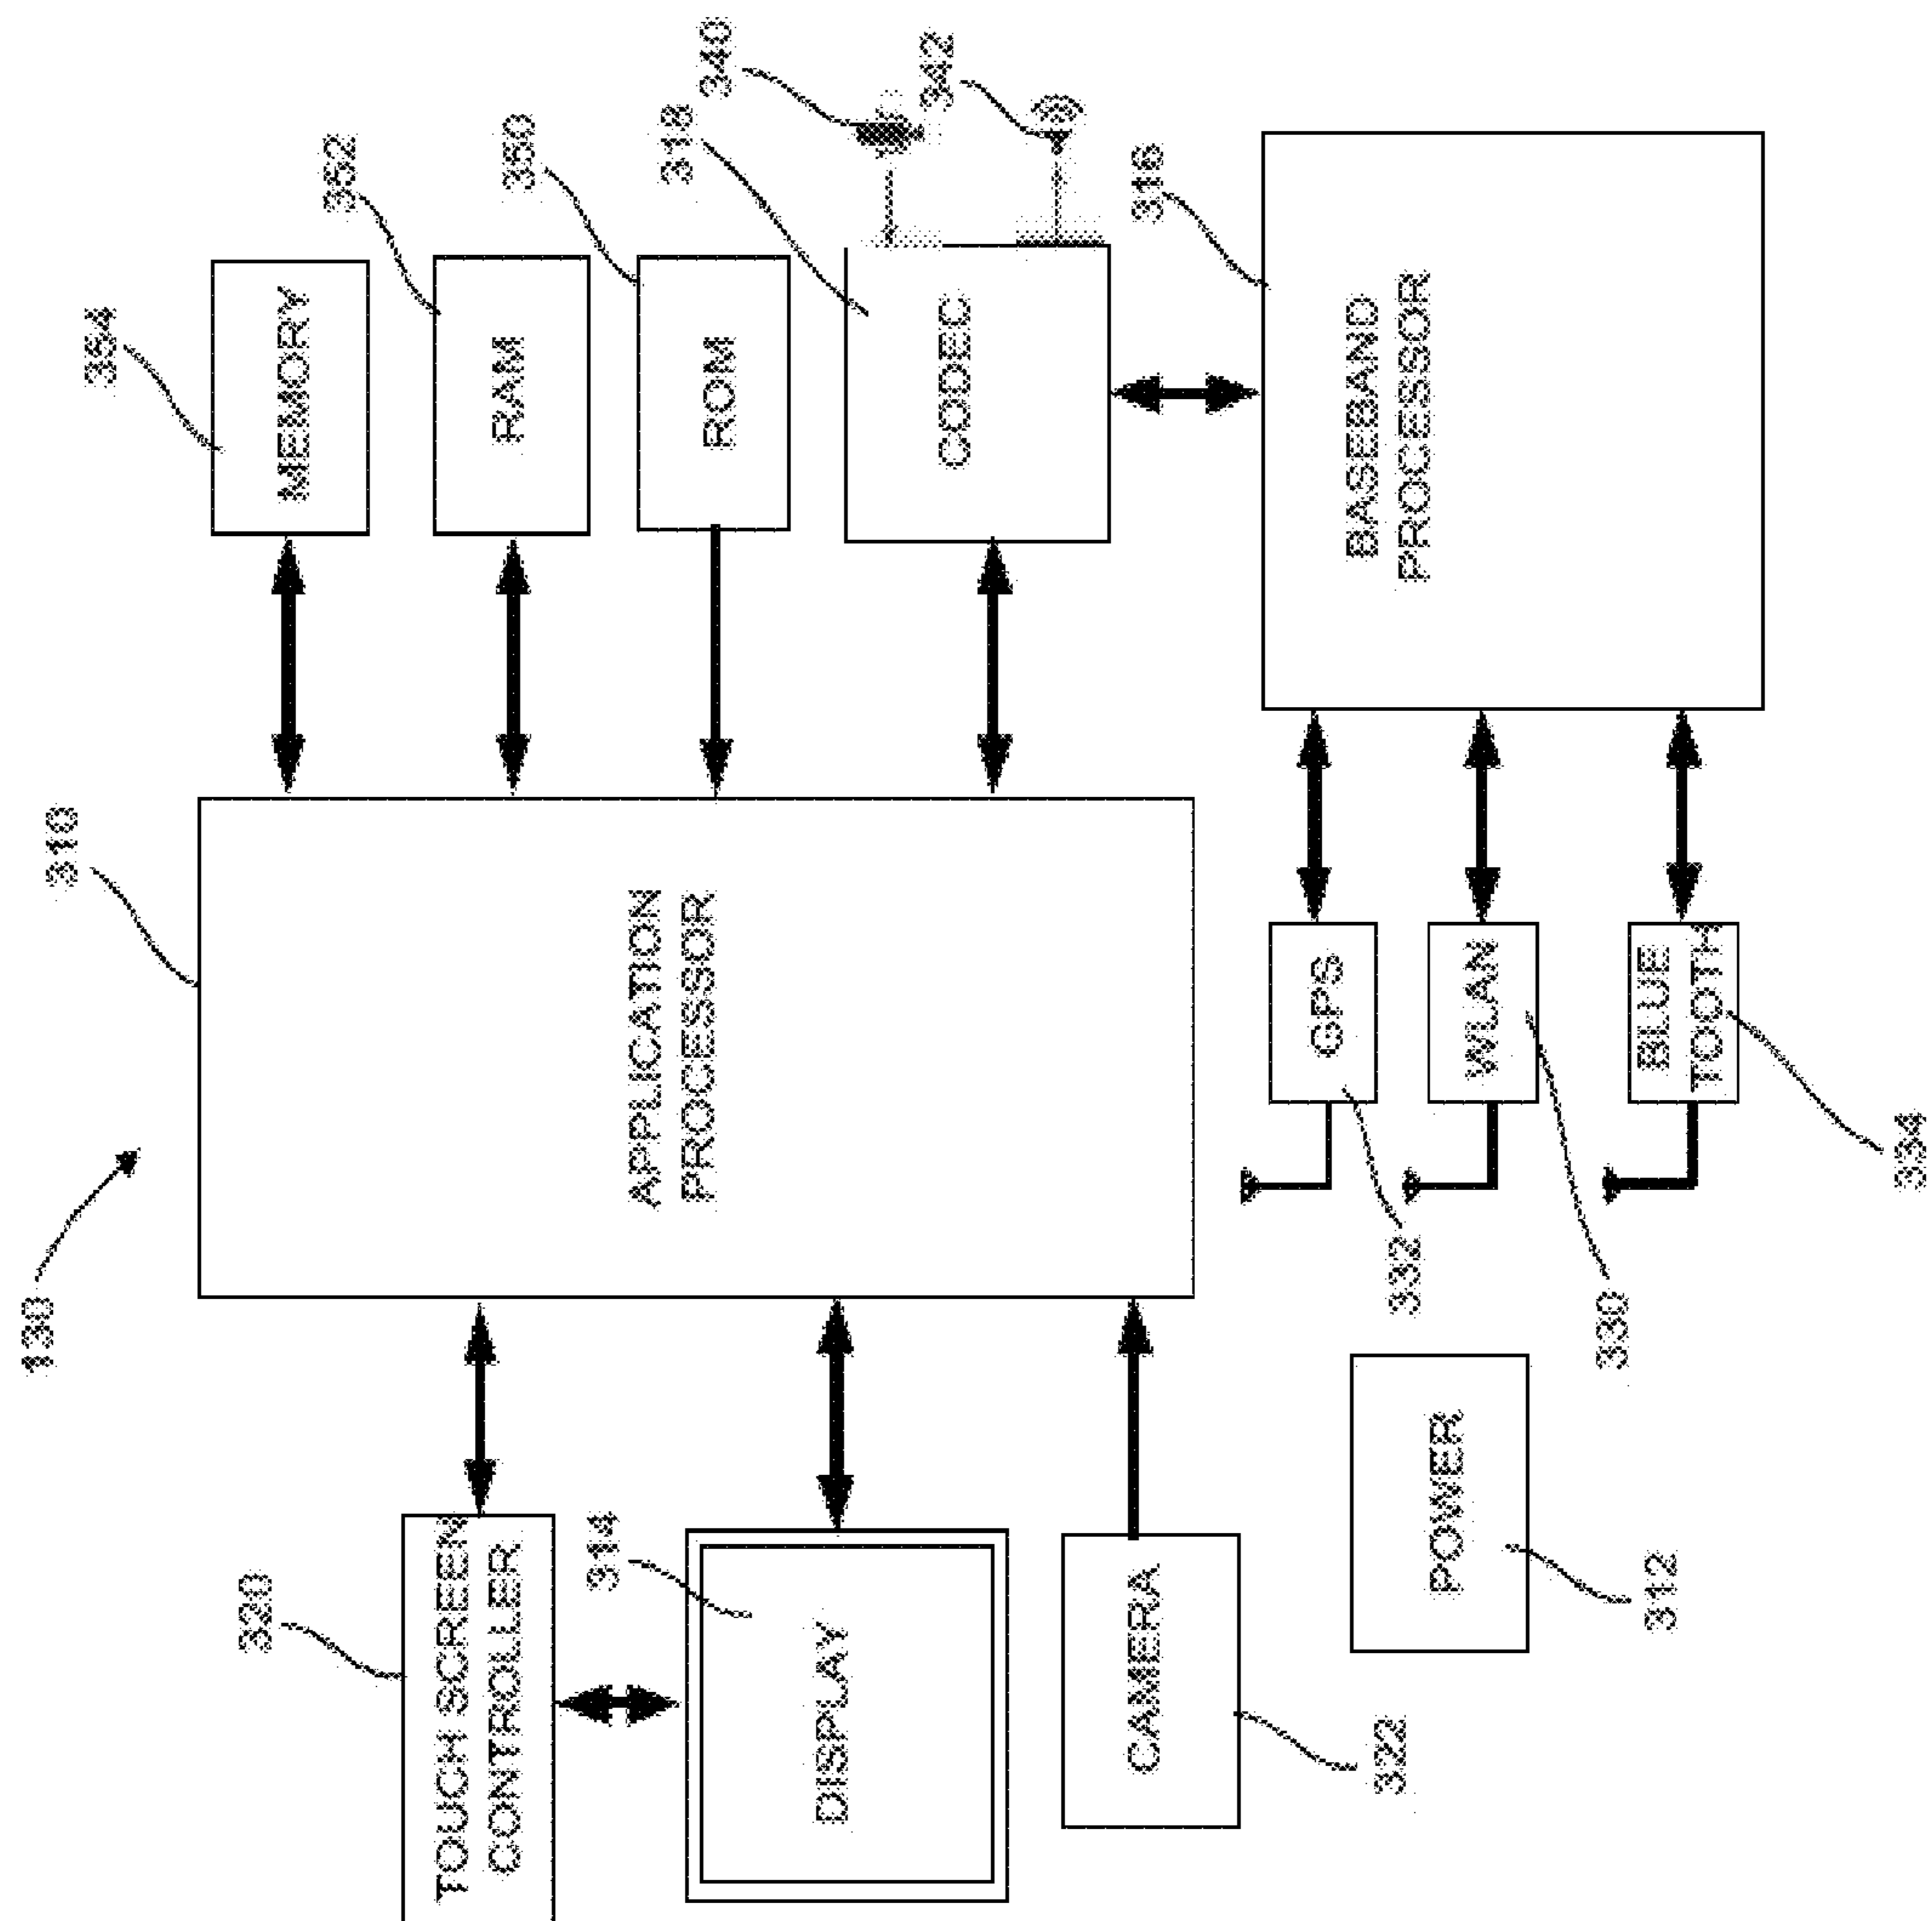 130
310
354
MEMORY
352
RAM
350
ROM
318
CODEC
340
342
316
BASEBAND
PROCESSOR
APPLICATION
PROCESSOR
320
TOUCH SCREEN
CONTROLLER
314
DISPLAY
CAMERA
322
GPS
332
WLAN
330
BLUE
TOOTH
334
POWER
312